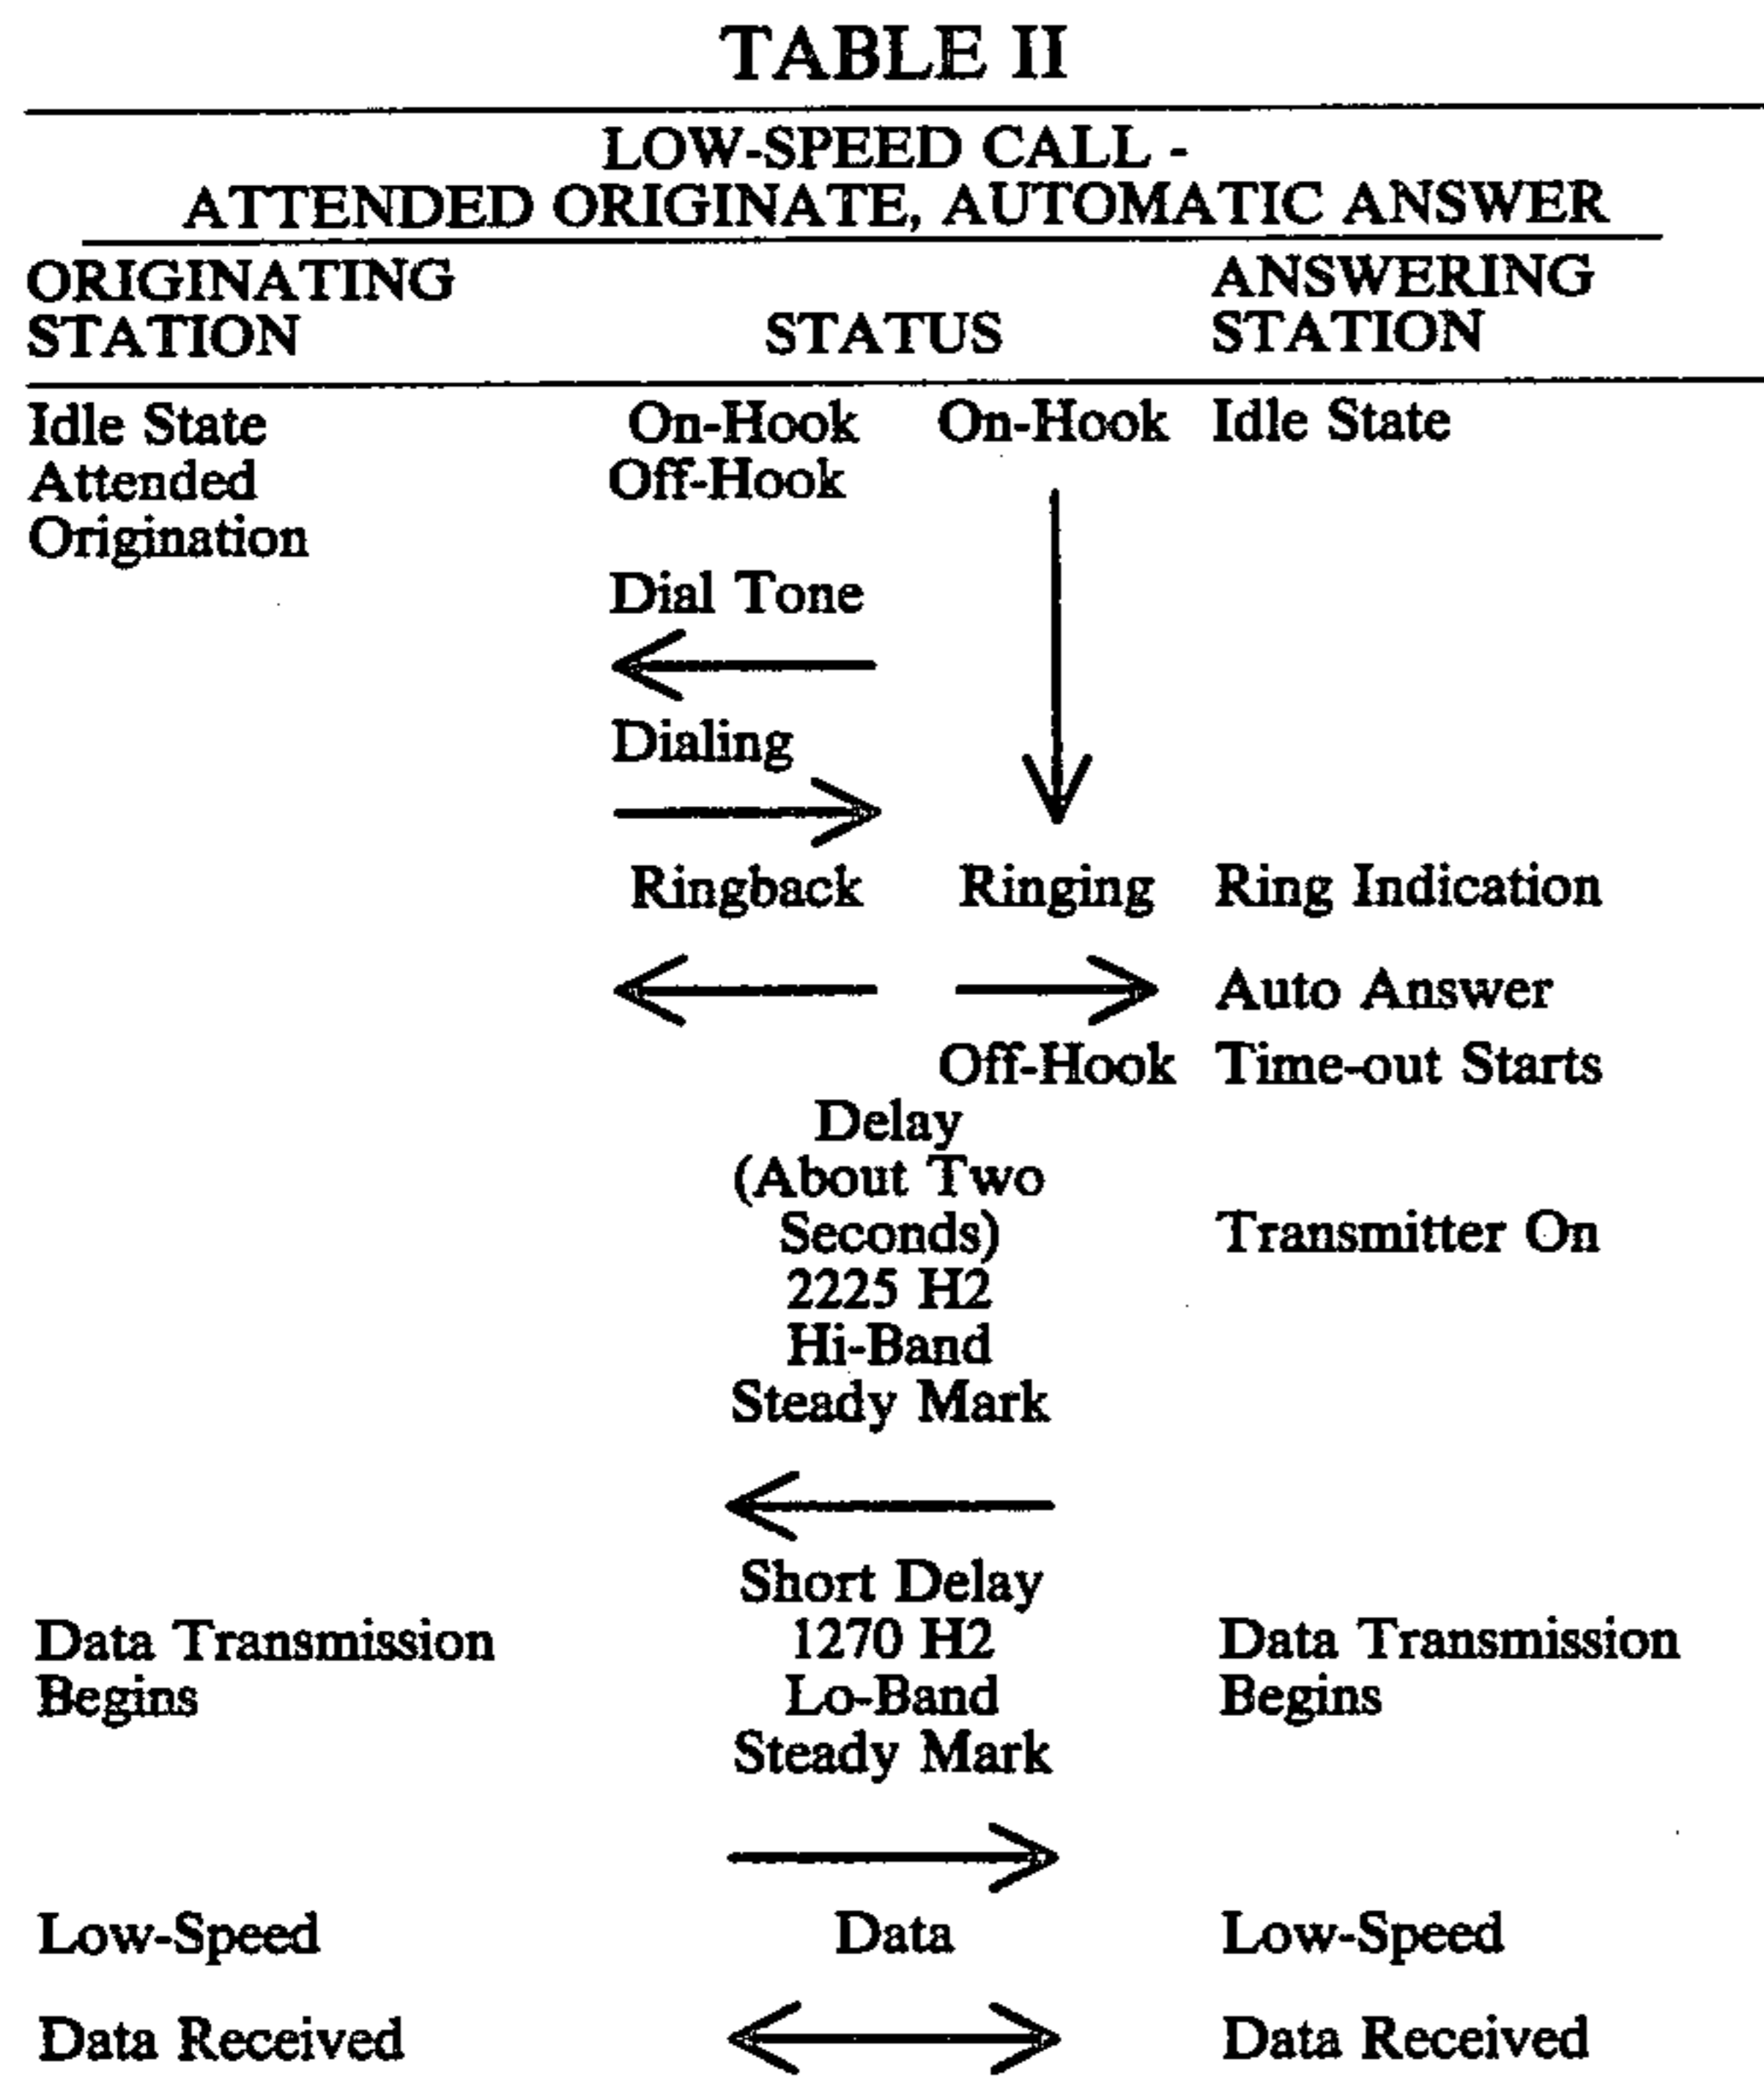 TABLE II
LOW-SPEED CALL -
ATTENDED ORIGINATE, AUTOMATIC ANSWER
ORIGINATING STATION STATUS ANSWERING STATION
Idle State On-Hook On-Hook Idle State
Attended Off-Hook
Origination
Dial Tone
Dialing
Ringback Ringing Ring Indication
Auto Answer
Off-Hook Time-out Starts
Delay
(About Two
Seconds) Transmitter On
2225 H2
Hi-Band
Steady Mark
Short Delay
Data Transmission 1270 H2 Data Transmission
Begins Lo-Band Begins
Steady Mark
Low-Speed Data Low-Speed
Data Received Data Received